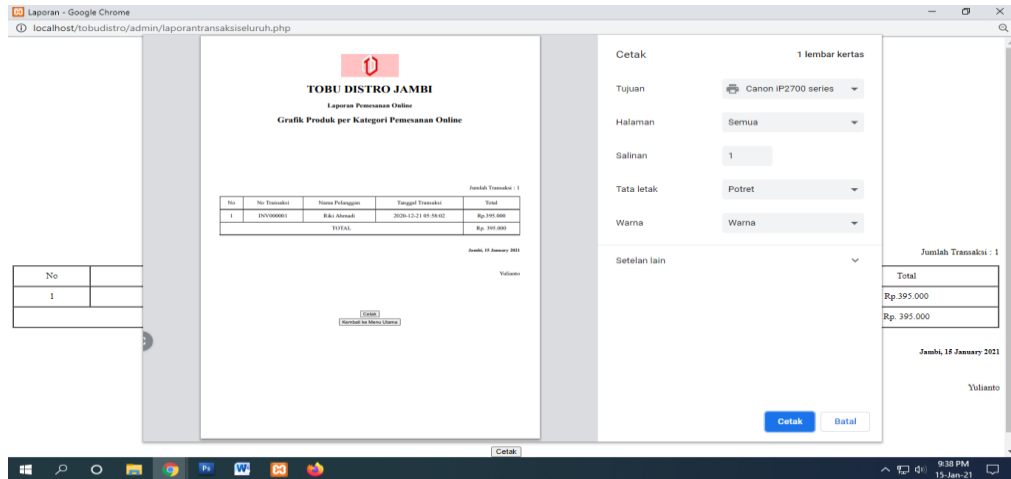 Laporan - Google Chrome
localhost/tobudistro/admin/laporantransaksiseluruh.php
TOBU DISTRO JAMBI
Laporan Pemesanan Online
Grafik Produk per Kategori Pemesanan Online
Jumlah Transaksi : 1
No No Transaksi Nama Pelanggan Tanggal Transaksi Total
1 INV000001 Riki Ahmadi 2020-12-21 05:58:02 Rp.395.000
TOTAL Rp. 395.000
Jambi, 15 January 2021
Yulianto
Cetak
Kembali ke Menu Utama
Cetak 1 lembar kertas
Tujuan Canon iP2700 series
Halaman Semua
Salinan 1
Tata letak Potret
Warna Warna
Setelan lain
Cetak Batal
Jumlah Transaksi : 1
No Total
1 Rp.395.000
Rp. 395.000
Jambi, 15 January 2021
Yulianto
Cetak
Ps W
9:38 PM
15-Jan-21